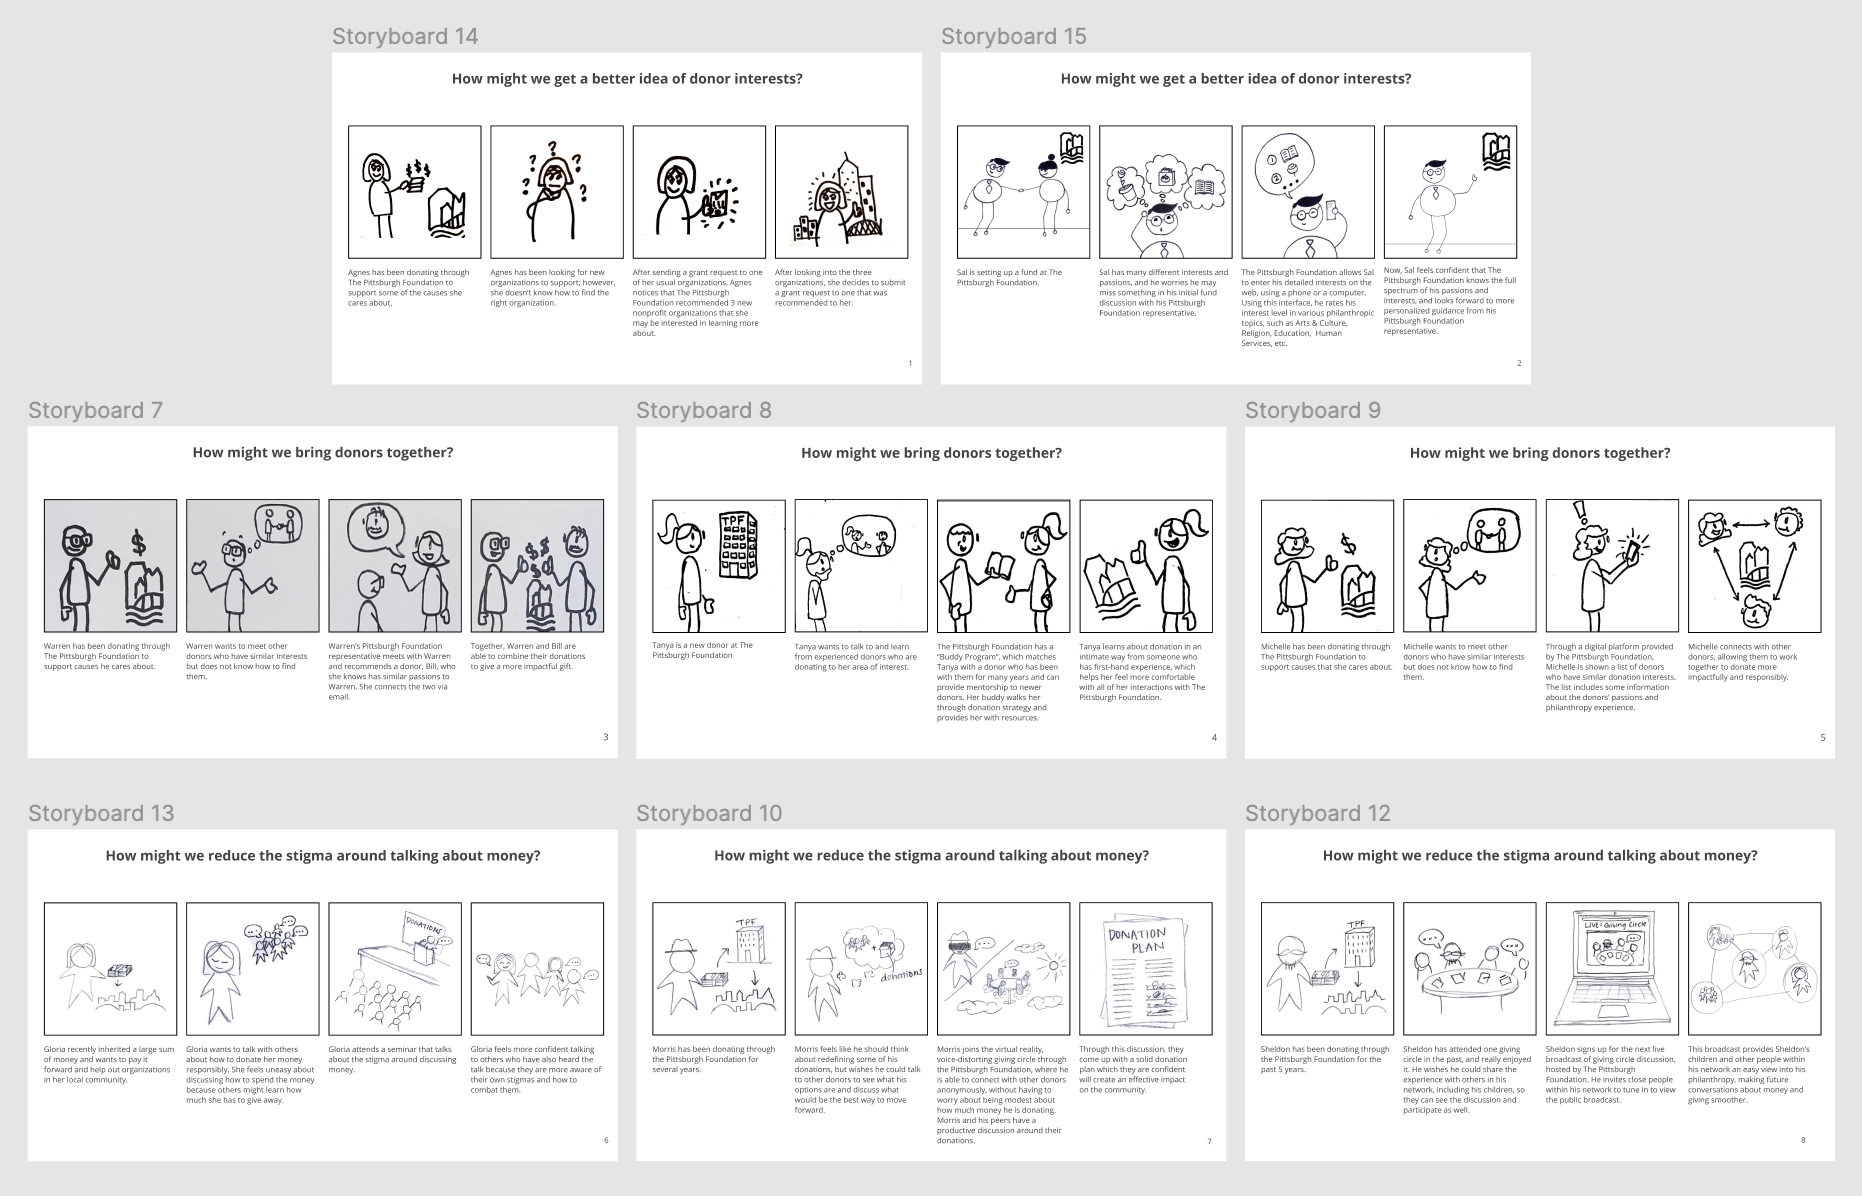 Storyboard 14
How might we get a better idea of donor interests?
$$$
? ? ? ? ? ? ?
Agnes has been donating through
The Pittsburgh Foundation to
support some of the causes she
cares about.
Agnes has been looking for new
organizations to support; however,
she doesn't know how to find the
right organization.
After sending a grant request to one
of her usual organizations, Agnes
notices that The Pittsburgh
Foundation recommended 3 new
nonprofit organizations that she
may be interested in learning more
about.
After looking into the three
organizations, she decides to submit
a grant request to one that was
recommended to her.
1
Storyboard 15
How might we get a better idea of donor interests?
1
2
Sal is setting up a fund at The
Pittsburgh Foundation.
Sal has many different interests and
passions, and he worries he may
miss something in his initial fund
discussion with his Pittsburgh
Foundation representative.
The Pittsburgh Foundation allows Sal
to enter his detailed interests on the
web, using a phone or a computer.
Using this interface, he rates his
interest level in various philanthropic
topics, such as Arts & Culture,
Religion, Education, Human
Services, etc.
Now, Sal feels confident that The
Pittsburgh Foundation knows the full
spectrum of his passions and
interests, and looks forward to more
personalized guidance from his
Pittsburgh Foundation
representative.
2
Storyboard 7
How might we bring donors together?
$
$ $
$
Warren has been donating through
The Pittsburgh Foundation to
support causes he cares about.
Warren wants to meet other
donors who have similar interests
but does not know how to find
them.
Warren's Pittsburgh Foundation
representative meets with Warren
and recommends a donor, Bill, who
she knows has similar passions to
Warren. She connects the two via
email.
Together, Warren and Bill are
able to combine their donations
to give a more impactful gift.
3
Storyboard 8
How might we bring donors together?
TPF
Tanya is a new donor at The
Pittsburgh Foundation
Tanya wants to talk to and learn
from experienced donors who are
donating to her area of interest.
The Pittsburgh Foundation has a
"Buddy Program", which matches
Tanya with a donor who has been
with them for many years and can
provide mentorship to newer
donors. Her buddy walks her
through donation strategy and
provides her with resources.
Tanya learns about donation in an
intimate way from someone who
has first-hand experience, which
helps her feel more comfortable
with all of her interactions with The
Pittsburgh Foundation.
4
Storyboard 9
How might we bring donors together?
$
!
Michelle has been donating through
The Pittsburgh Foundation to
support causes that she cares about.
Michelle wants to meet other
donors who have similar interests
but does not know how to find
them.
Through a digital platform provided
by The Pittsburgh Foundation,
Michelle is shown a list of donors
who have similar donation interests.
The list includes some information
about the donors' passions and
philanthropy experience.
Michelle connects with other
donors, allowing them to work
together to donate more
impactfully and responsibly.
5
Storyboard 13
How might we reduce the stigma around talking about money?
DONATIONS
Gloria recently inherited a large sum
of money and wants to pay it
forward and help out organizations
in her local community.
Gloria wants to talk with others
about how to donate her money
responsibly. She feels uneasy about
discussing how to spend the money
because others might learn how
much she has to give away.
Gloria attends a seminar that talks
about the stigma around discussing
money.
Gloria feels more confident talking
to others who have also heard the
talk because they are more aware of
their own stigmas and how to
combat them.
6
Storyboard 10
How might we reduce the stigma around talking about money?
TPF
donations
DONATION
PLAN
Morris has been donating through
the Pittsburgh Foundation for
several years.
Morris feels like he should think
about redefining some of his
donations, but wishes he could talk
to other donors to see what his
options are and discuss what
would be the best way to move
forward.
Morris joins the virtual reality,
voice-distorting giving circle through
the Pittsburgh Foundation, where he
is able to connect with other donors
anonymously, without having to
worry about being modest about
how much money he is donating.
Morris and his peers have a
productive discussion around their
donations.
Through this discussion, they
come up with a solid donation
plan which they are confident
will create an effective impact
on the community.
7
Storyboard 12
How might we reduce the stigma around talking about money?
TPF
LIVE: Giving Circle
Sheldon has been donating through
the Pittsburgh Foundation for the
past 5 years.
Sheldon has attended one giving
circle in the past, and really enjoyed
it. He wishes he could share the
experience with others in his
network, including his children, so
they can see the discussion and
participate as well.
Sheldon signs up for the next live
broadcast of giving circle discussion,
hosted by The Pittsburgh
Foundation. He invites close people
within his network to tune in to view
the public broadcast.
This broadcast provides Sheldon's
children and other people within
his network an easy view into his
philanthropy, making future
conversations about money and
giving smoother.
8